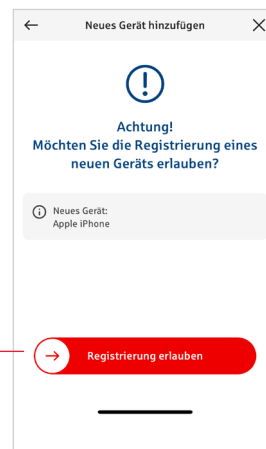 Neues Gerät hinzufügen
Achtung!
Möchten Sie die Registrierung eines
neuen Geräts erlauben?
Neues Gerät:
Apple iPhone
Registrierung erlauben